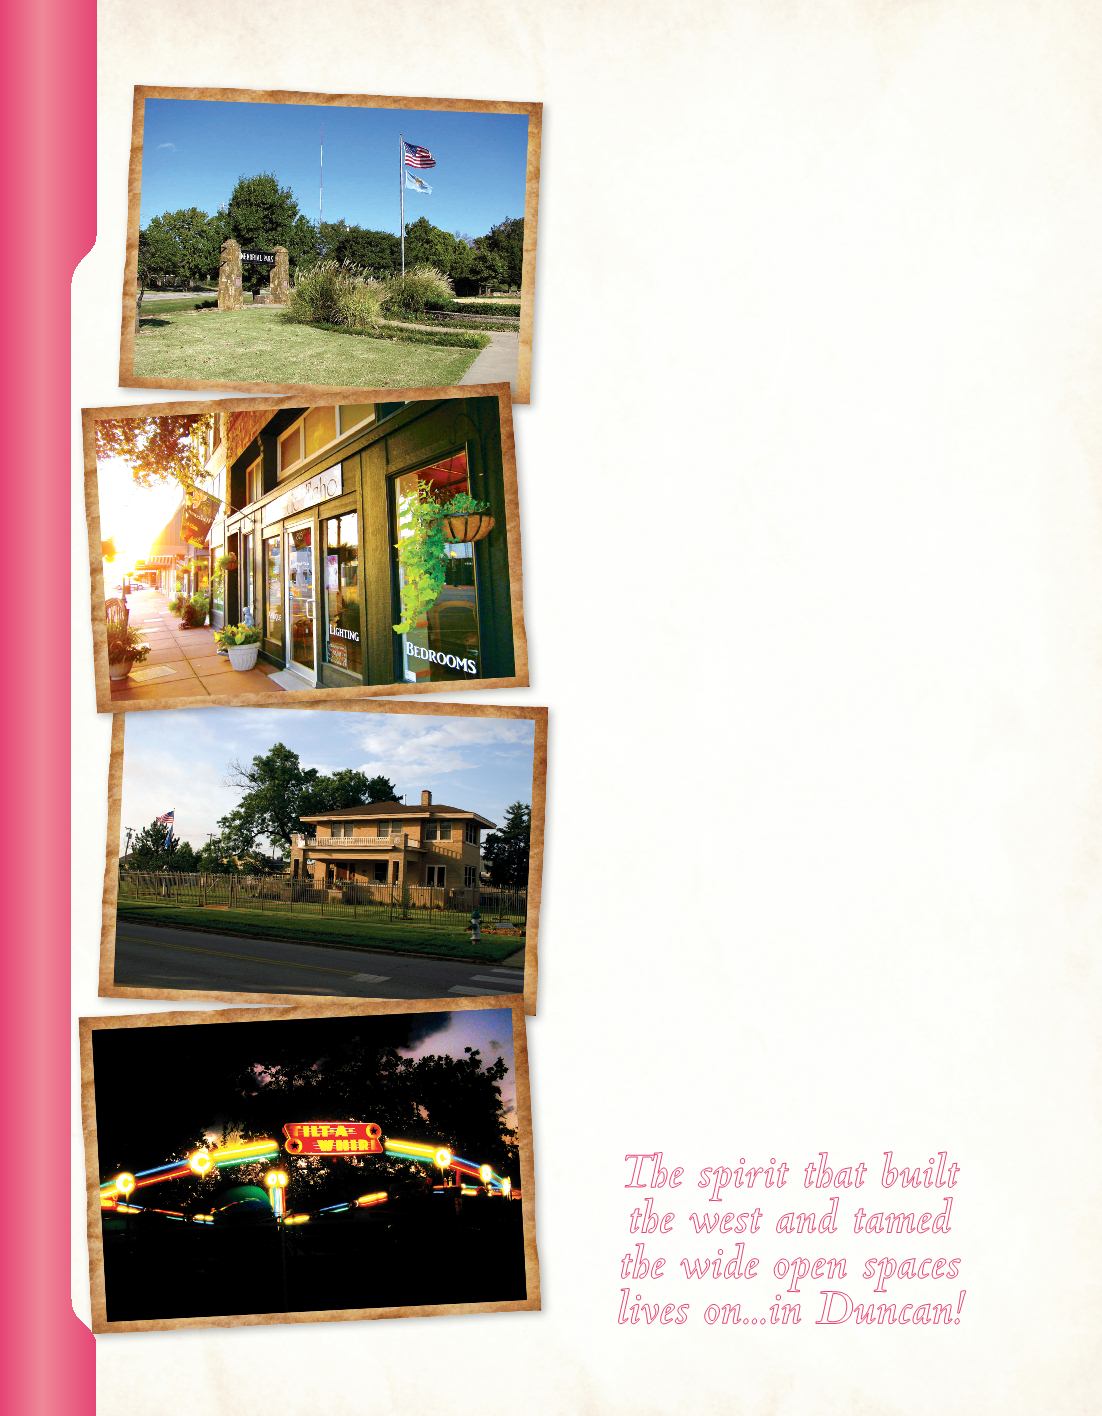 MEMORIAL PARK
LIGHTING
BEDROOMS
TILT-A-
WHIRL
The spirit that built
the west and tamed
the wide open spaces
lives on...in Duncan!